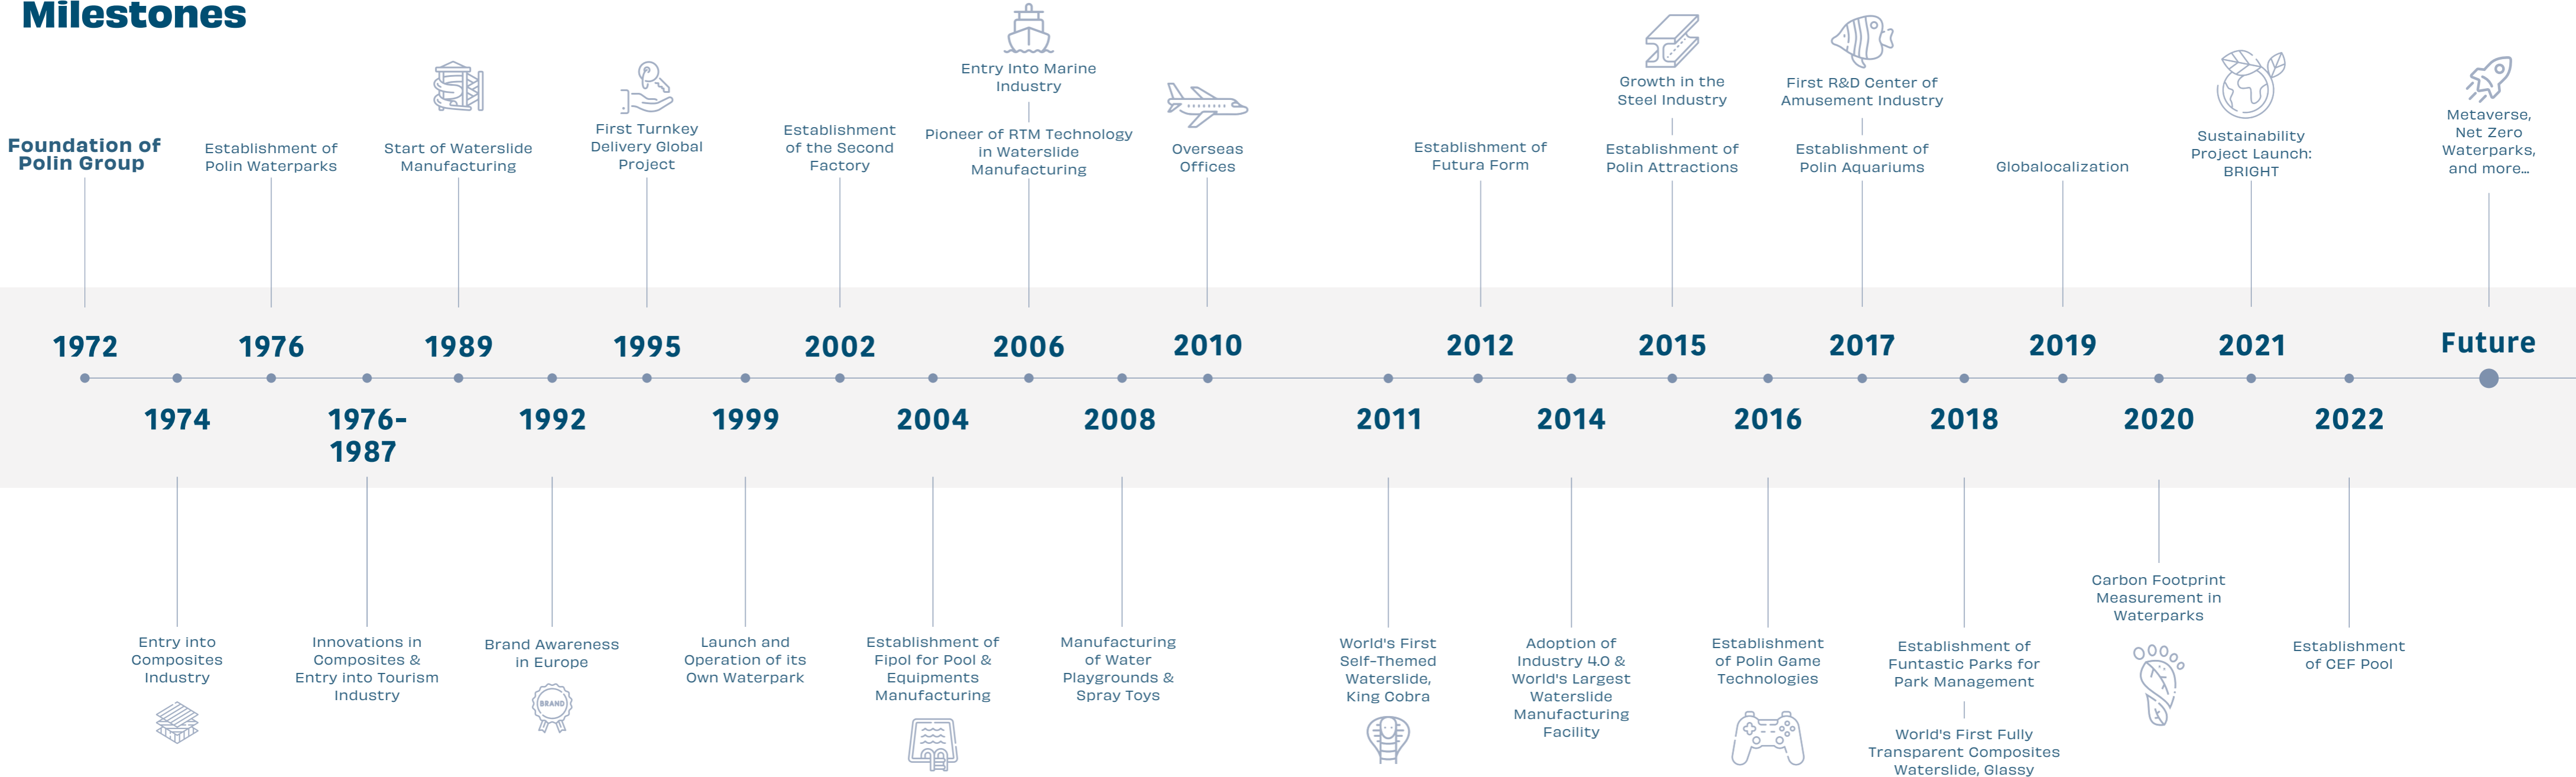 Milestones
Foundation of
Polin Group
1972
Entry into
Composites
Industry
1974
Establishment of
Polin Waterparks
1976
Innovations in
Composites &
Entry into Tourism
Industry
1976-
1987
Start of Waterslide
Manufacturing
1989
Brand Awareness
in Europe
BRAND
1992
First Turnkey
Delivery Global
Project
1995
Launch and
Operation of its
Own Waterpark
1999
Establishment
of the Second
Factory
2002
Establishment of
Fipol for Pool &
Equipments
Manufacturing
2004
Entry Into Marine
Industry
Pioneer of RTM Technology
in Waterslide
Manufacturing
2006
Manufacturing
of Water
Playgrounds &
Spray Toys
2008
Overseas
Offices
2010
World's First
Self-Themed
Waterslide,
King Cobra
2011
Establishment of
Futura Form
2012
Adoption of
Industry 4.0 &
World's Largest
Waterslide
Manufacturing
Facility
2014
Growth in the
Steel Industry
Establishment of
Polin Attractions
2015
Establishment
of Polin Game
Technologies
2016
First R&D Center of
Amusement Industry
Establishment of
Polin Aquariums
2017
Establishment of
Funtastic Parks for
Park Management
World's First Fully
Transparent Composites
Waterslide, Glassy
2018
Globalocalization
2019
Carbon Footprint
Measurement in
Waterparks
2020
Sustainability
Project Launch:
BRIGHT
2021
Establishment
of CEF Pool
2022
Metaverse,
Net Zero
Waterparks,
and more...
Future